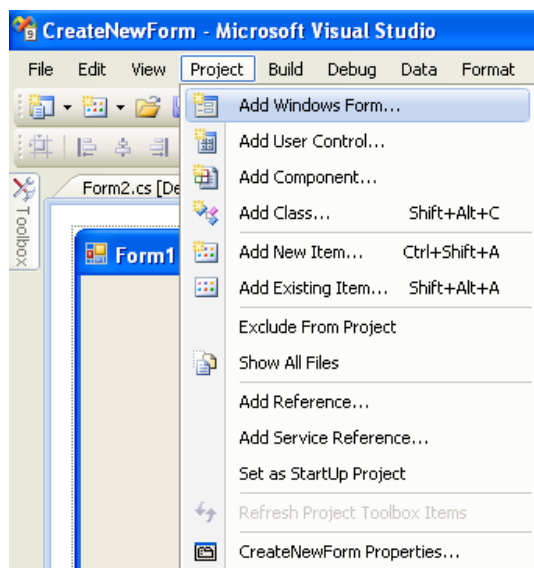 CreateNewForm - Microsoft Visual Studio
File Edit View Project Build Debug Data Format
Add Windows Form...
Add User Control...
Add Component...
Form2.cs [De
Add Class... Shift+Alt+C
Toolbox
Form1
Add New Item... Ctrl+Shift+A
Add Existing Item... Shift+Alt+A
Exclude From Project
Show All Files
Add Reference...
Add Service Reference...
Set as StartUp Project
Refresh Project Toolbox Items
CreateNewForm Properties...